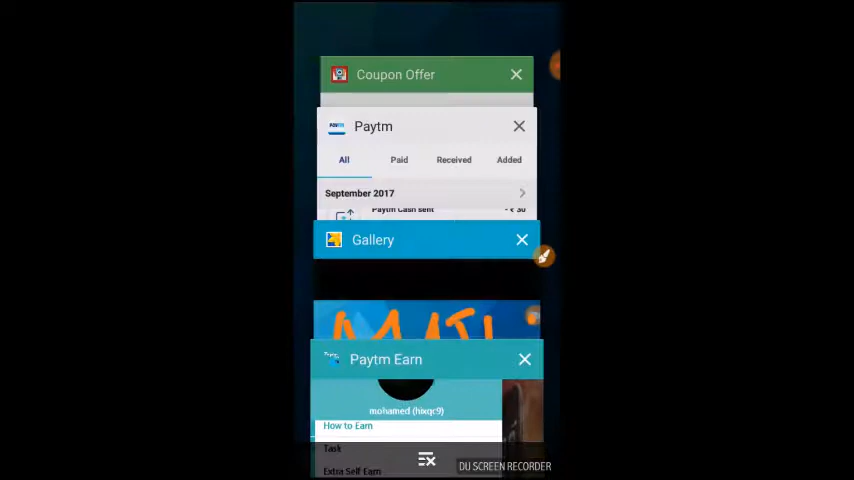 Coupon Offer
Paytm
All Paid Received Added
September 2017
Paytm Cash sent - ₹ 30
Gallery
Paytm Earn
mohamed (hixqc9)
How to Earn
Task
Extra Self Earn
DU SCREEN RECORDER